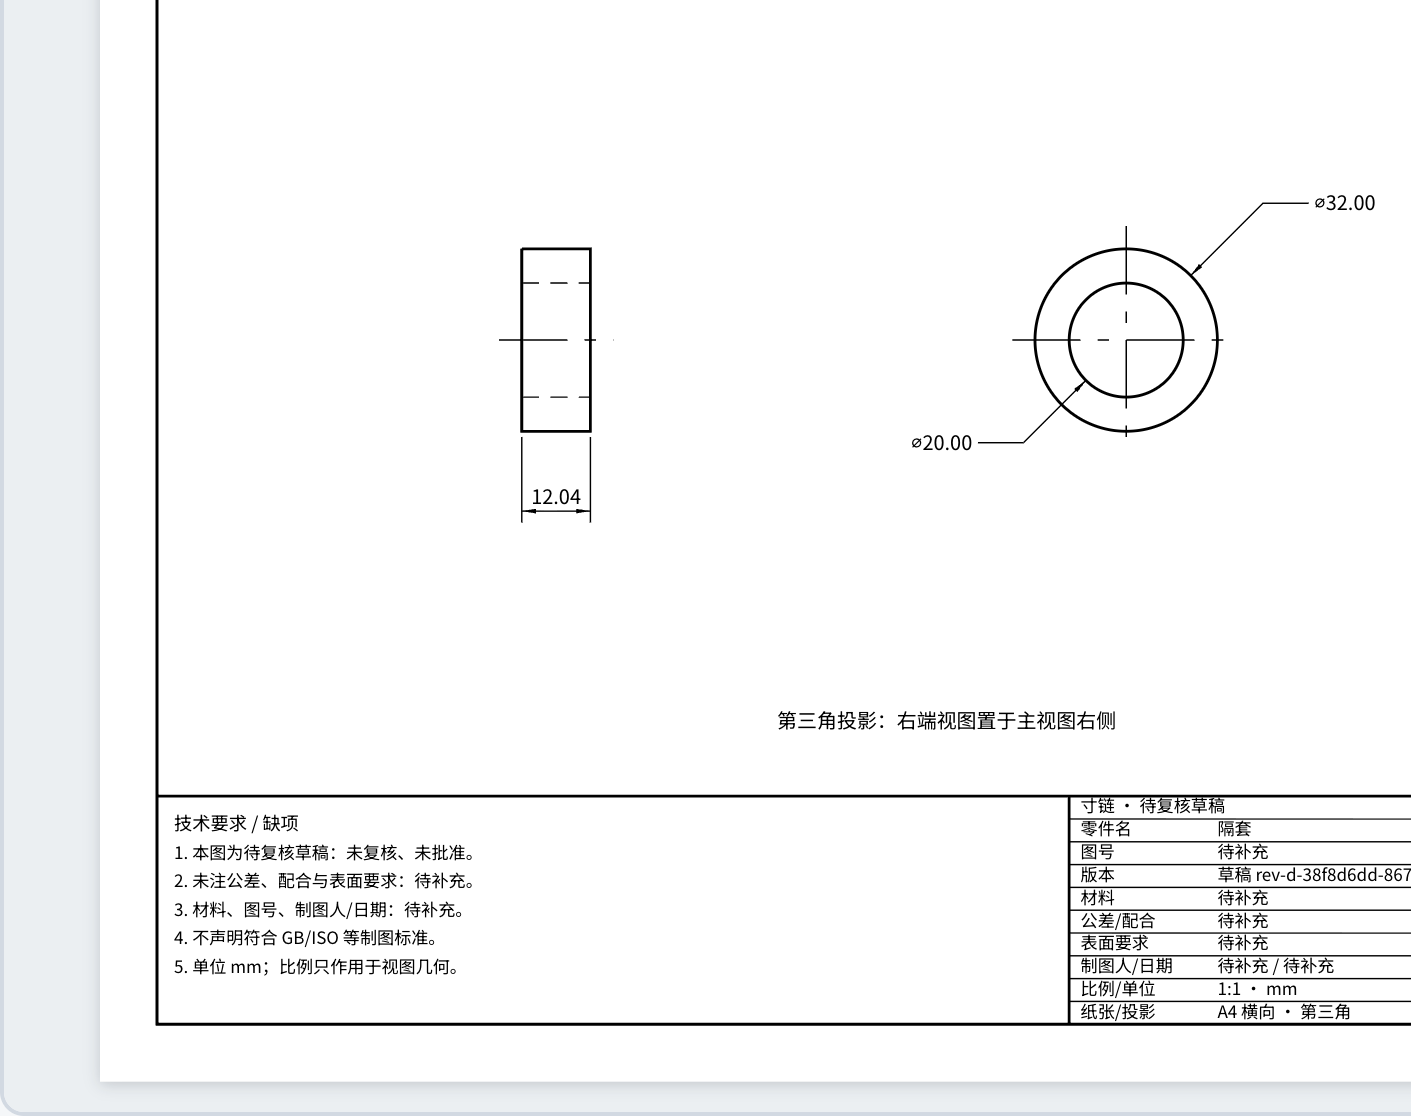 ⌀32.00
⌀20.00
12.04
第三角投影：右端视图置于主视图右侧
技术要求 / 缺项
1. 本图为待复核草稿：未复核、未批准。
2. 未注公差、配合与表面要求：待补充。
3. 材料、图号、制图人/日期：待补充。
4. 不声明符合 GB/ISO 等制图标准。
5. 单位 mm；比例只作用于视图几何。
寸链 · 待复核草稿
零件名 隔套
图号 待补充
版本 草稿 rev-d-38f8d6dd-867
材料 待补充
公差/配合 待补充
表面要求 待补充
制图人/日期 待补充 / 待补充
比例/单位 1:1 · mm
纸张/投影 A4 横向 · 第三角